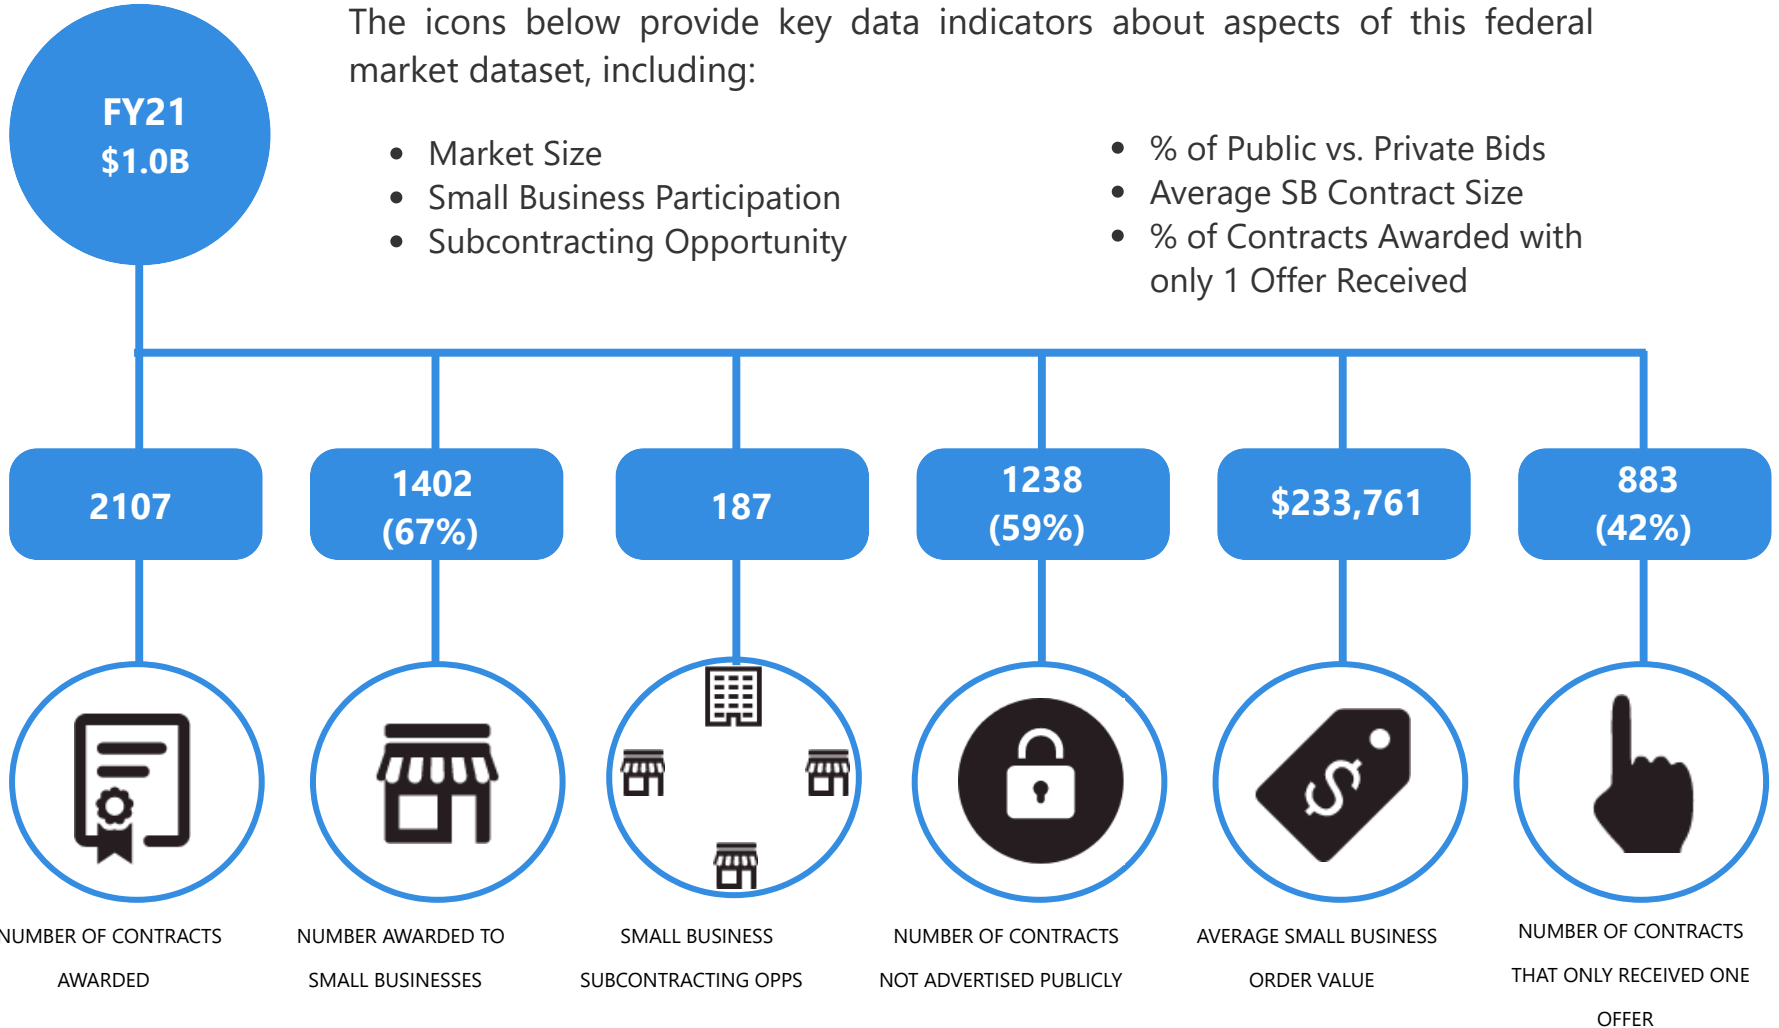 FY21
$1.0B
The icons below provide key data indicators about aspects of this federal
market dataset, including:
• Market Size
• Small Business Participation
• Subcontracting Opportunity
• % of Public vs. Private Bids
• Average SB Contract Size
• % of Contracts Awarded with
only 1 Offer Received
2107
1402
(67%)
187
1238
(59%)
$233,761
883
(42%)
NUMBER OF CONTRACTS
AWARDED
NUMBER AWARDED TO
SMALL BUSINESSES
SMALL BUSINESS
SUBCONTRACTING OPPS
NUMBER OF CONTRACTS
NOT ADVERTISED PUBLICLY
AVERAGE SMALL BUSINESS
ORDER VALUE
NUMBER OF CONTRACTS
THAT ONLY RECEIVED ONE
OFFER